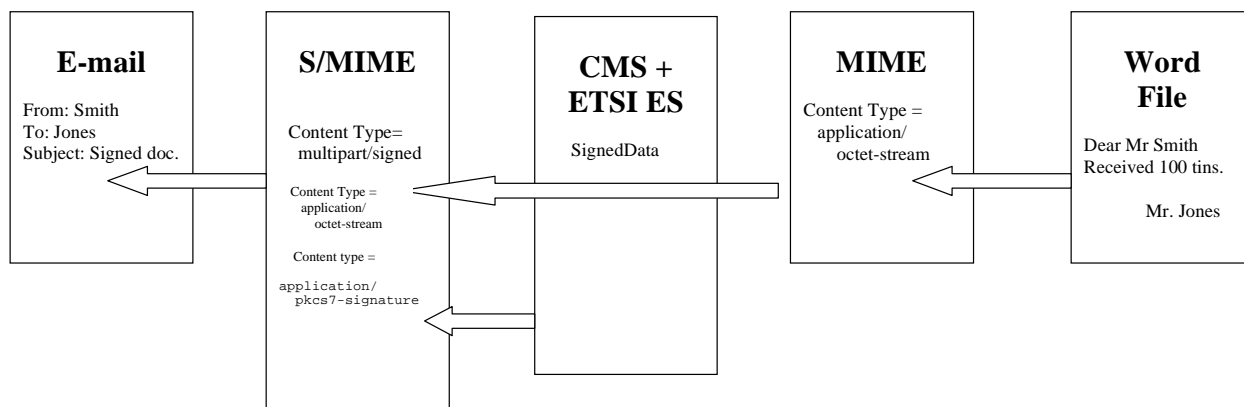 E-mail
From: Smith
To: Jones
Subject: Signed doc.
S/MIME
Content Type=
multipart/signed
Content Type =
application/
octet-stream
Content type =
application/
pkcs7-signature
CMS +
ETSI ES
SignedData
MIME
Content Type =
application/
octet-stream
Word
File
Dear Mr Smith
Received 100 tins.
Mr. Jones